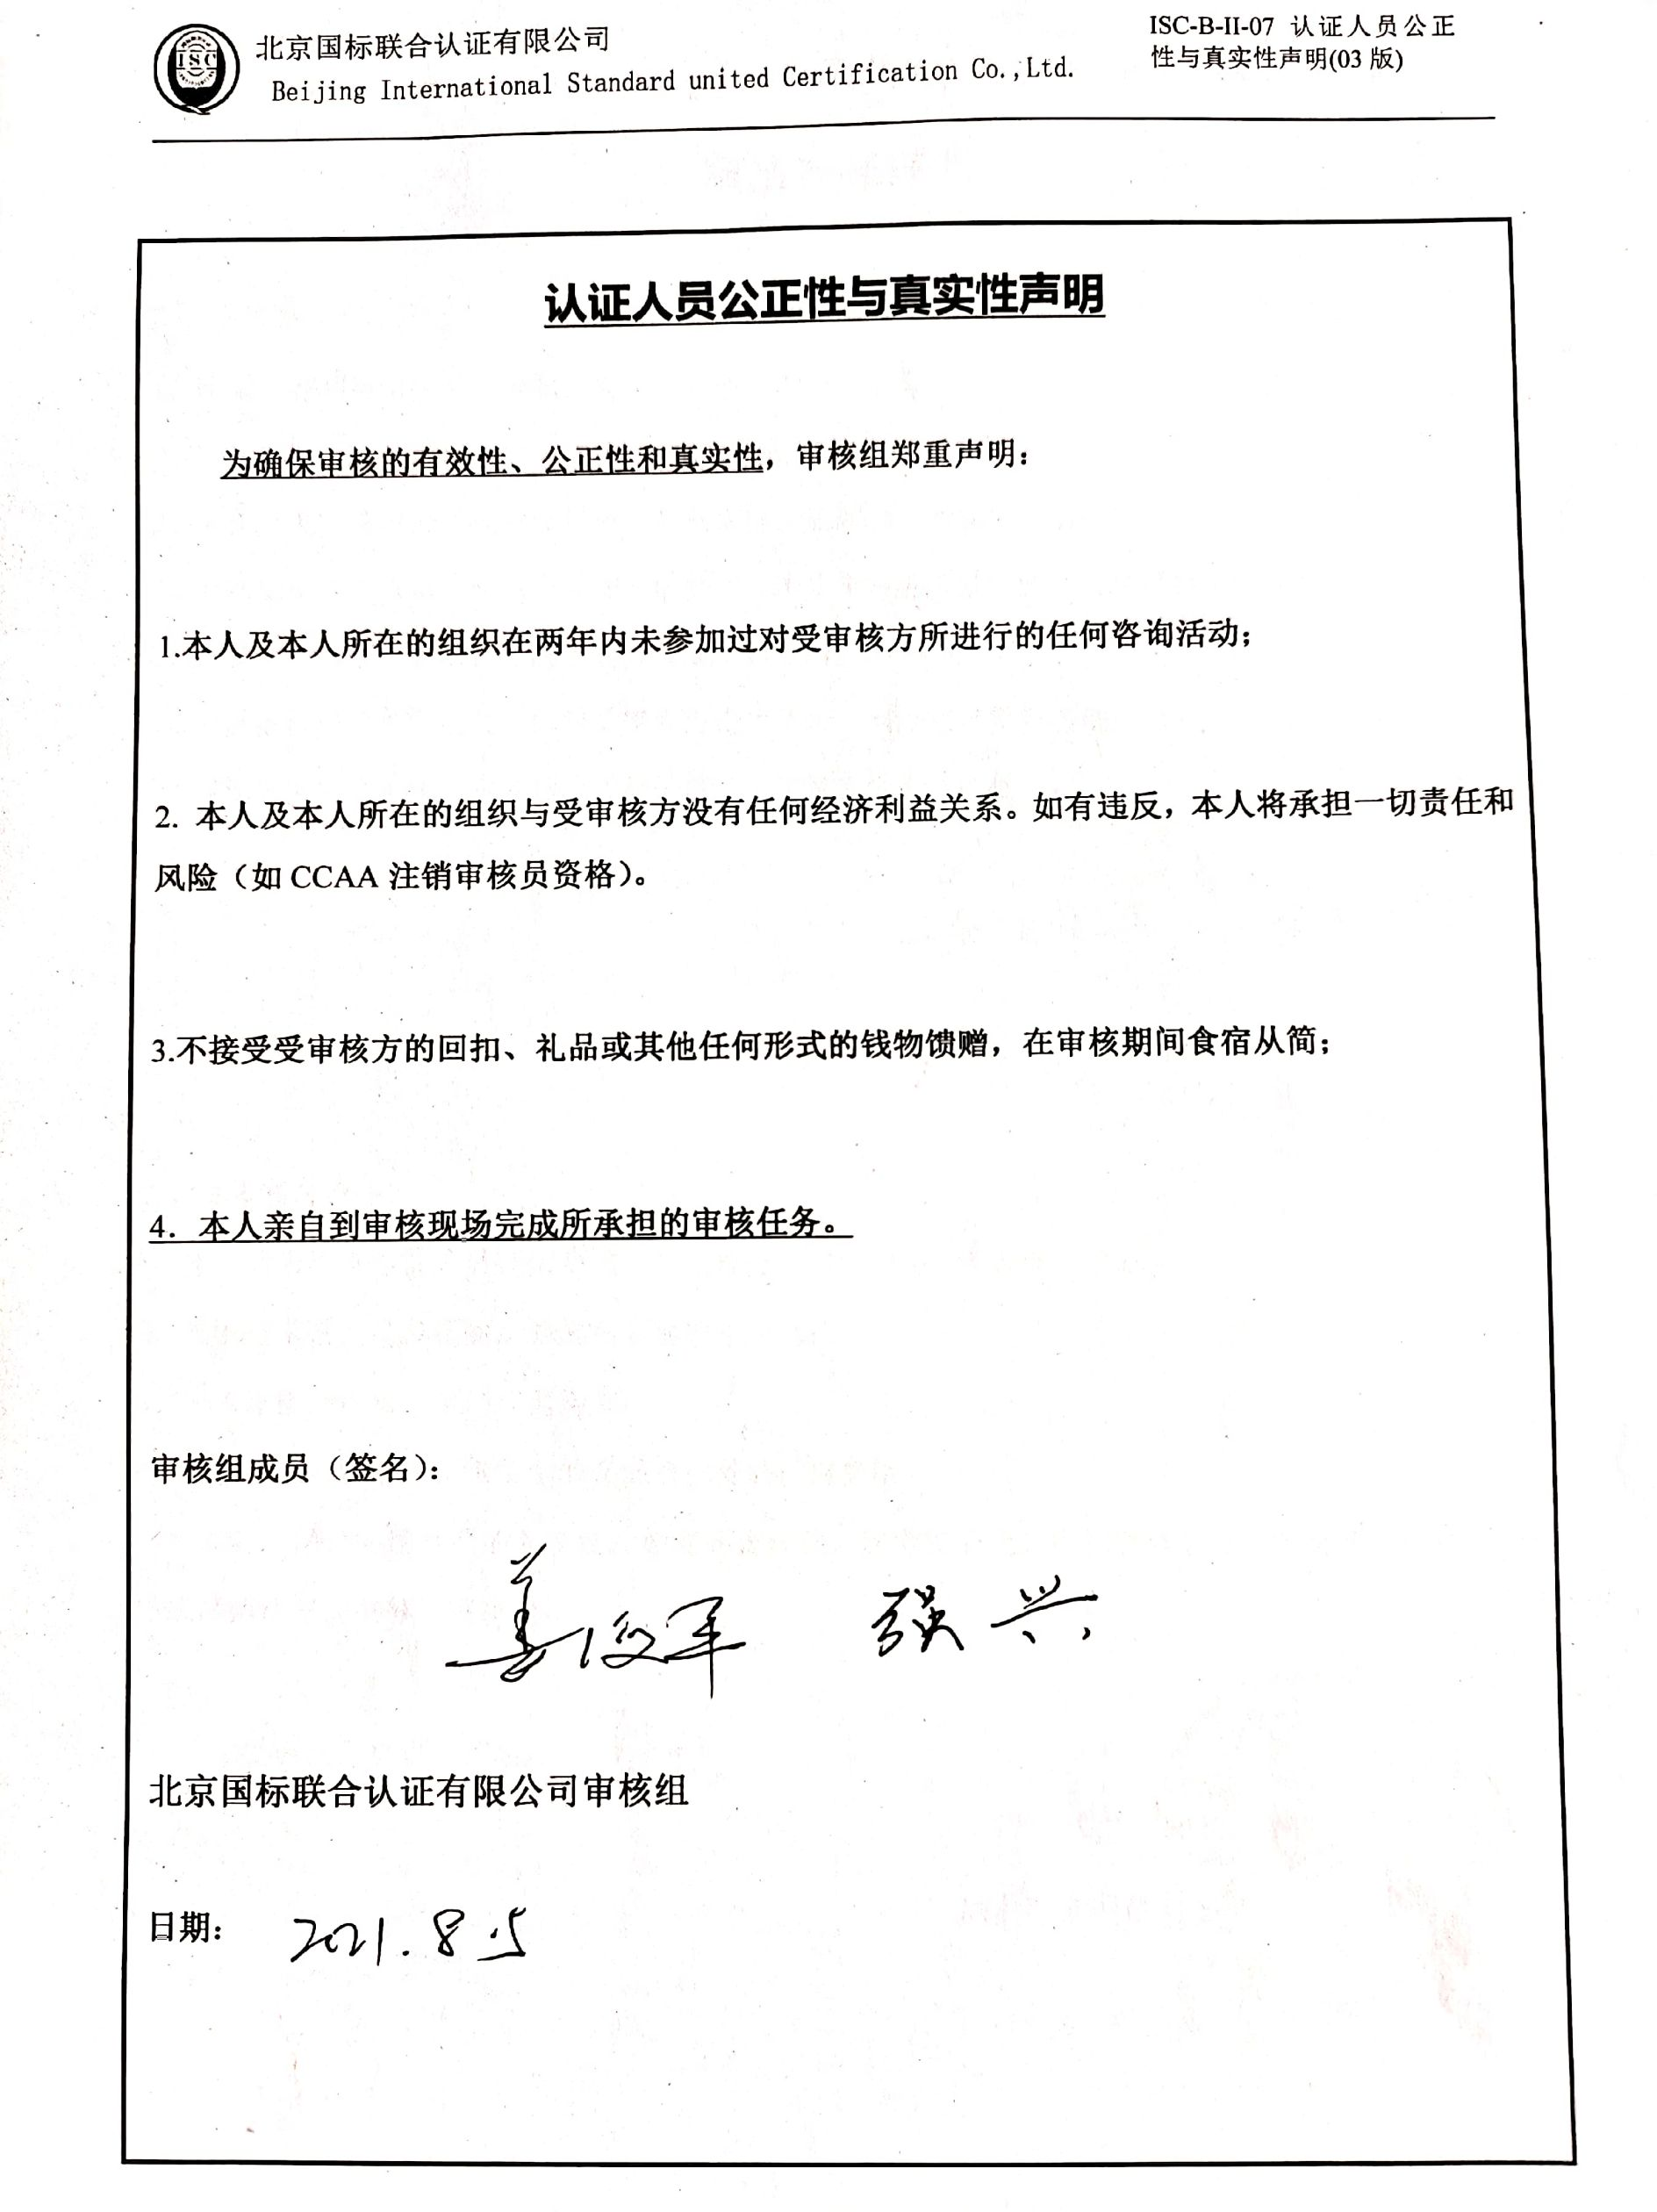 ISC
北京国标联合认证有限公司
Beijing International Standard united Certification Co.,Ltd.
ISC-B-II-07 认证人员公正
性与真实性声明(03 版)
认证人员公正性与真实性声明
为确保审核的有效性、公正性和真实性，审核组郑重声明：
1.本人及本人所在的组织在两年内未参加过对受审核方所进行的任何咨询活动；
2. 本人及本人所在的组织与受审核方没有任何经济利益关系。如有违反，本人将承担一切责任和
风险（如 CCAA 注销审核员资格）。
3.不接受受审核方的回扣、礼品或其他任何形式的钱物馈赠，在审核期间食宿从简；
4. 本人亲自到审核现场完成所承担的审核任务。
审核组成员（签名）：
姜俊军 强兴
北京国标联合认证有限公司审核组
日期： 2021.8.5